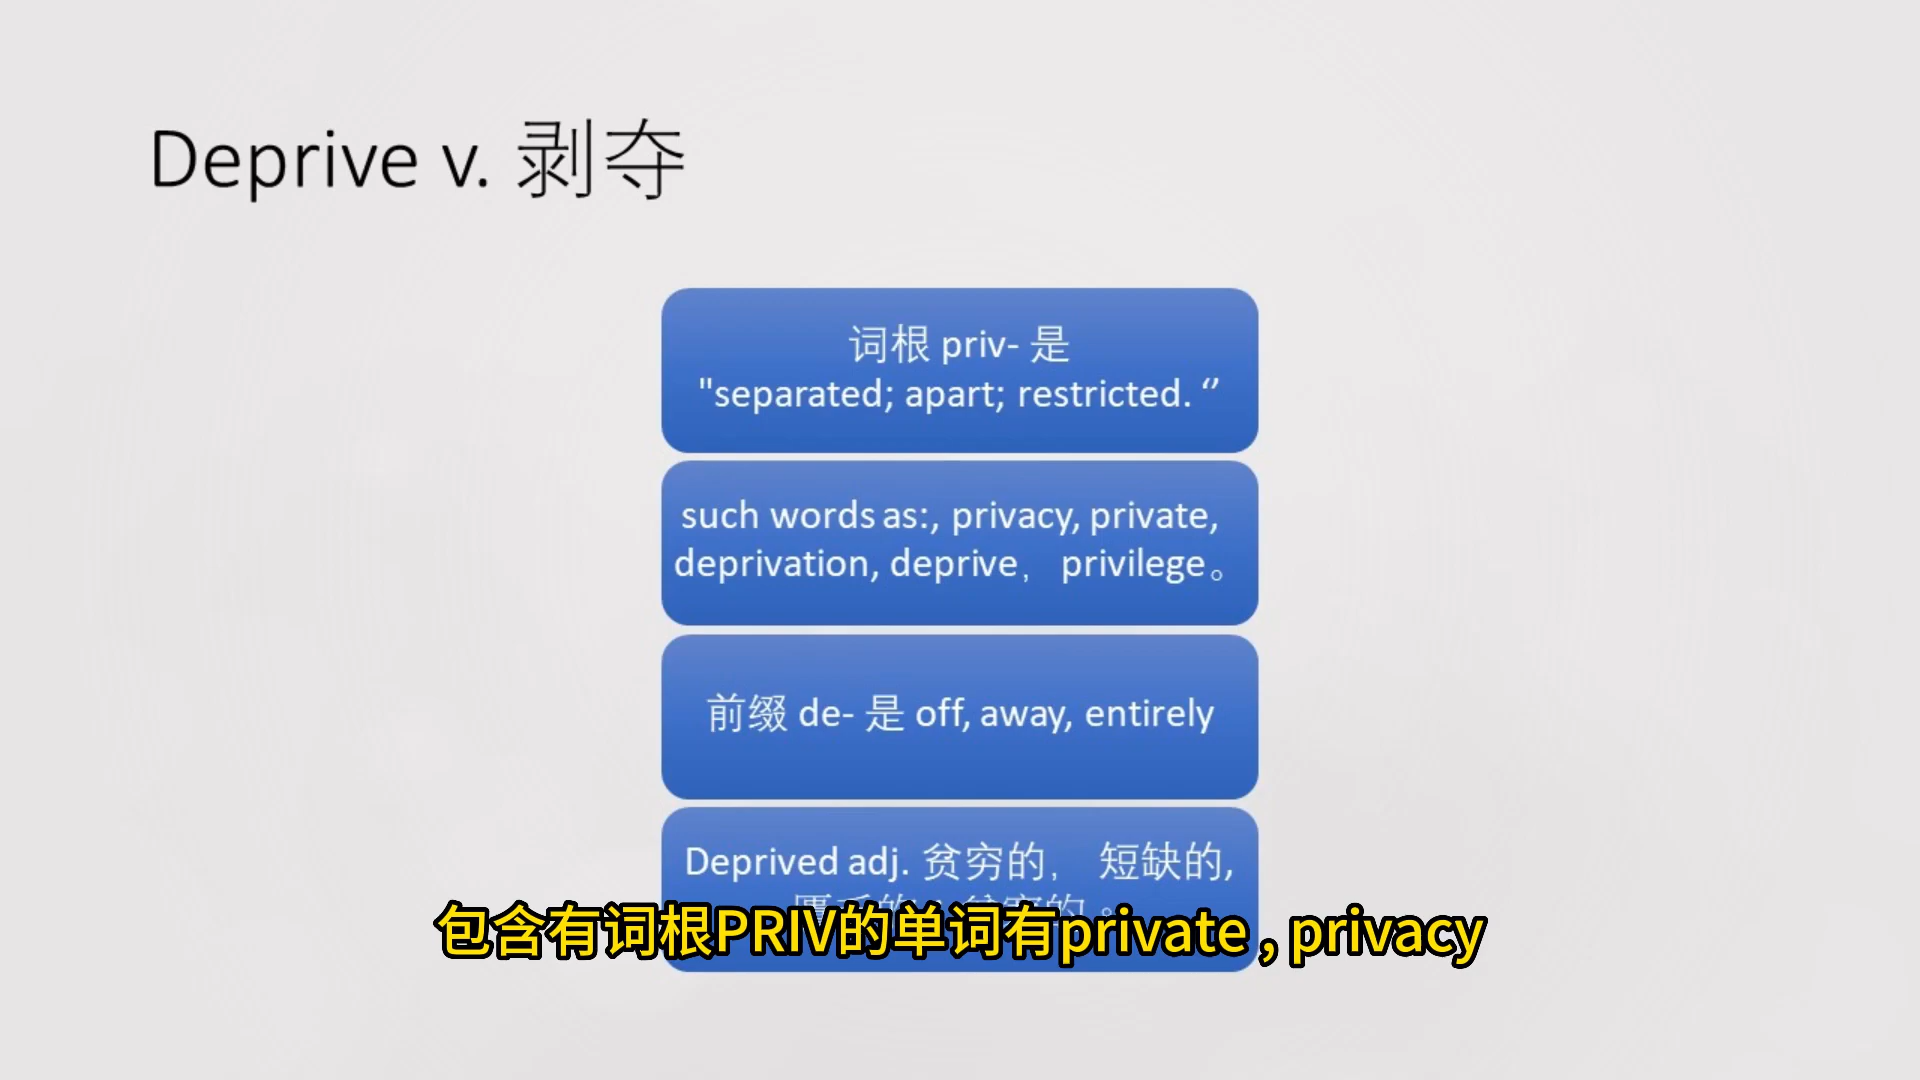 Deprive v. 剥夺
词根 priv- 是
"separated; apart; restricted. “
such words as:, privacy, private,
deprivation, deprive， privilege。
前缀 de- 是 off, away, entirely
Deprived adj. 贫穷的， 短缺的,
包含有词根PRIV的单词有private , privacy